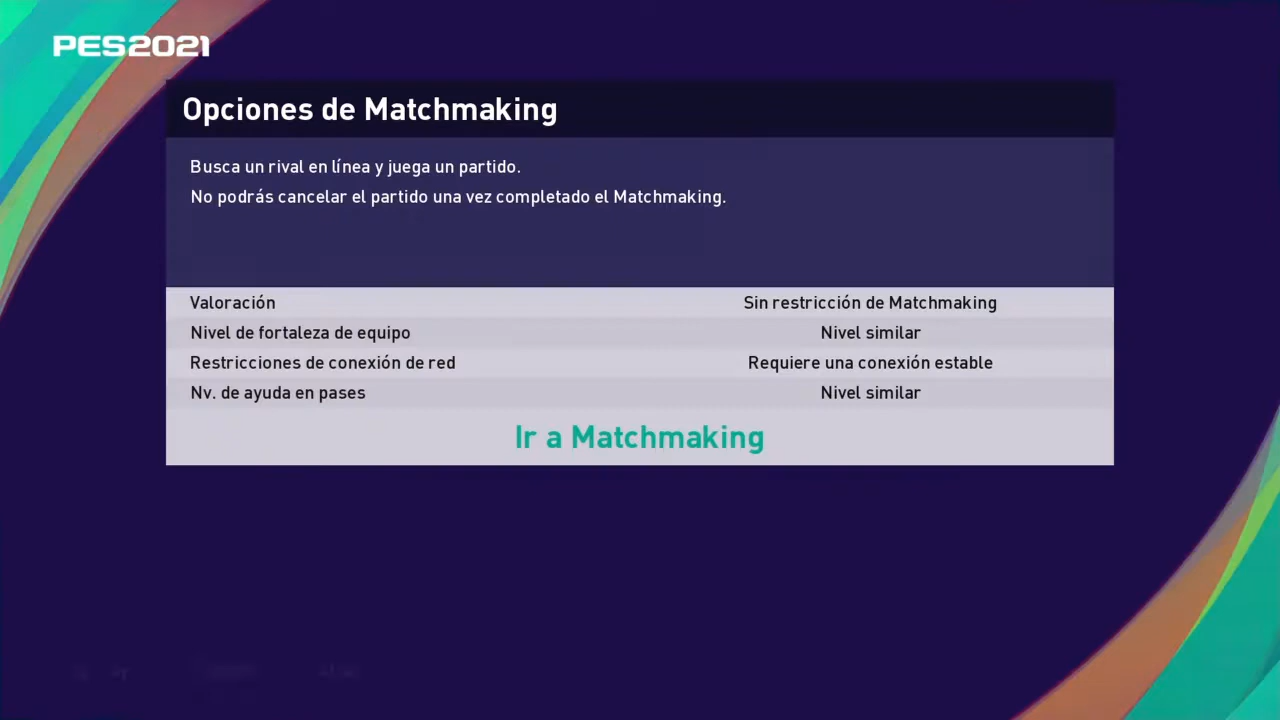 PES2021
Opciones de Matchmaking
Busca un rival en línea y juega un partido.
No podrás cancelar el partido una vez completado el Matchmaking.
Valoración Sin restricción de Matchmaking
Nivel de fortaleza de equipo Nivel similar
Restricciones de conexión de red Requiere una conexión estable
Nv. de ayuda en pases Nivel similar
Ir a Matchmaking